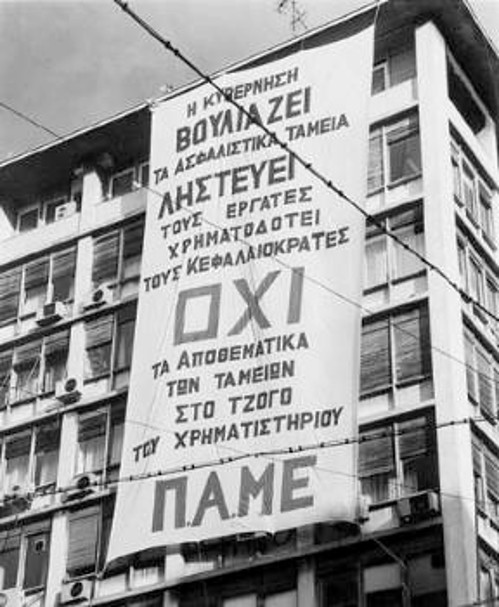 Η ΚΥΒΕΡΝΗΣΗ
ΒΟΥΛΙΑΖΕΙ
ΤΑ ΑΣΦΑΛΙΣΤΙΚΑ ΤΑΜΕΙΑ
ΛΗΣΤΕΥΕΙ
ΤΟΥΣ ΕΡΓΑΤΕΣ
ΧΡΗΜΑΤΟΔΟΤΕΙ
ΤΟΥΣ ΚΕΦΑΛΑΙΟΚΡΑΤΕΣ
ΟΧΙ
ΤΑ ΑΠΟΘΕΜΑΤΙΚΑ
ΤΩΝ ΤΑΜΕΙΩΝ
ΣΤΟ ΤΖΟΓΟ
ΤΟΥ ΧΡΗΜΑΤΙΣΤΗΡΙΟΥ
Π.Α.ΜΕ